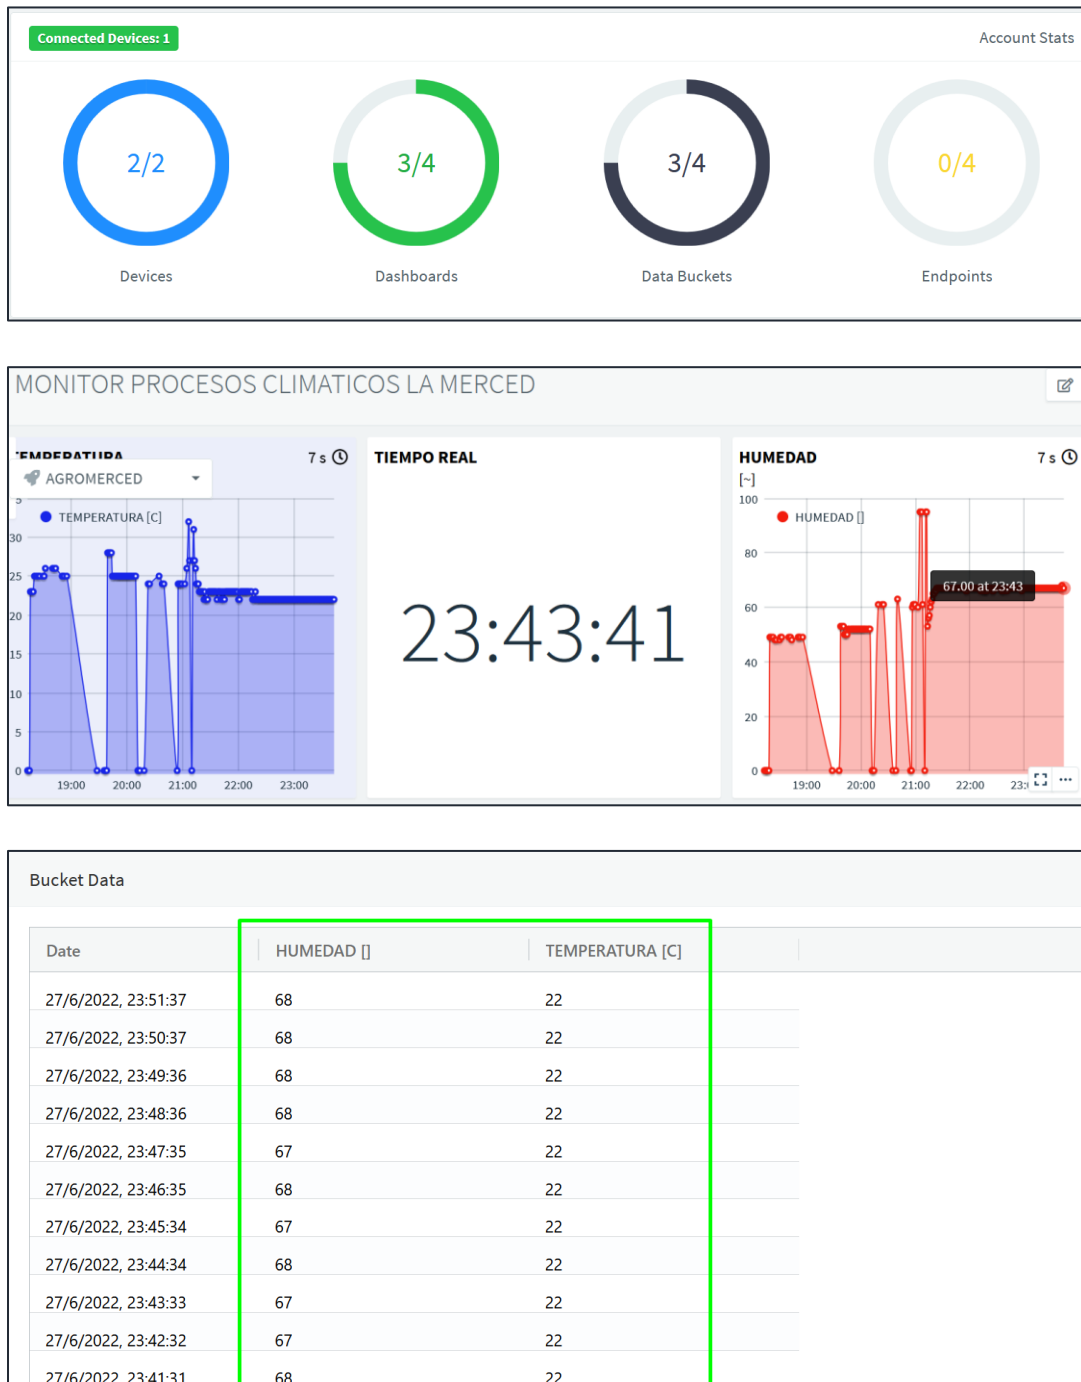 Connected Devices: 1
Account Stats
2/2
3/4
3/4
0/4
Devices
Dashboards
Data Buckets
Endpoints
MONITOR PROCESOS CLIMATICOS LA MERCED
7 s
AGROMERCED
TEMPERATURA [C]
30
25
20
15
10
5
0
19:00 20:00 21:00 22:00 23:00
TIEMPO REAL
23:43:41
HUMEDAD
7 s
[~]
100
HUMEDAD []
80
67.00 at 23:43
60
40
20
0
19:00 20:00 21:00 22:00
Bucket Data
Date HUMEDAD [] TEMPERATURA [C]
27/6/2022, 23:51:37 68 22
27/6/2022, 23:50:37 68 22
27/6/2022, 23:49:36 68 22
27/6/2022, 23:48:36 68 22
27/6/2022, 23:47:35 67 22
27/6/2022, 23:46:35 68 22
27/6/2022, 23:45:34 67 22
27/6/2022, 23:44:34 68 22
27/6/2022, 23:43:33 67 22
27/6/2022, 23:42:32 67 22
27/6/2022, 23:41:31 68 22